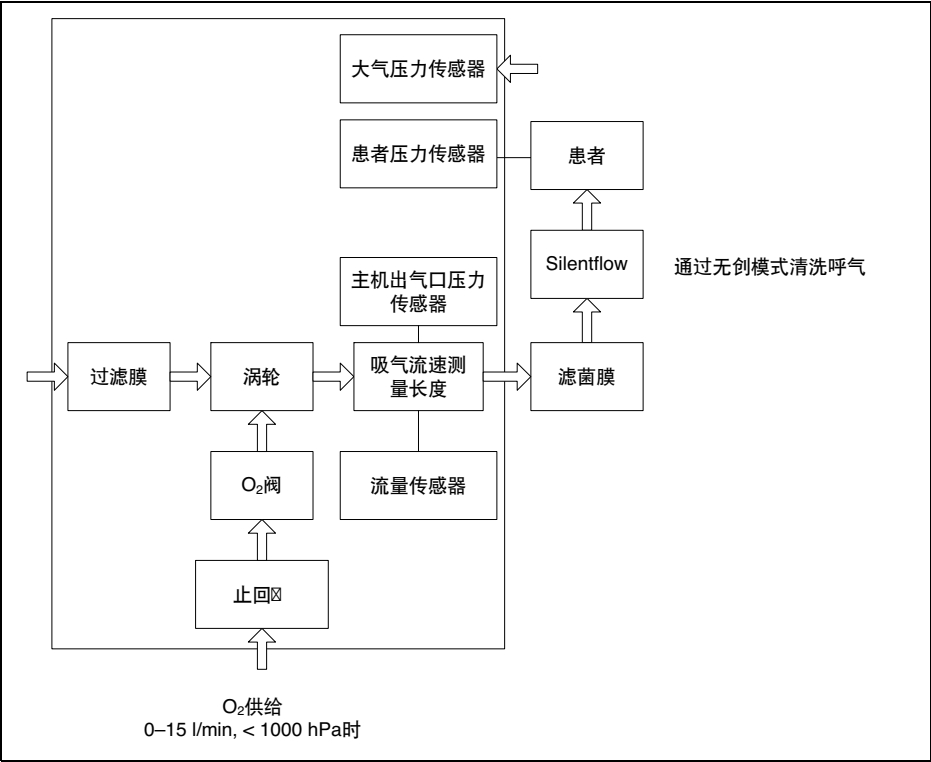 大气压力传感器
患者压力传感器
患者
Silentflow
通过无创模式清洗呼气
主机出气口压力
传感器
过滤膜
涡轮
吸气流速测
量长度
滤菌膜
O₂阀
流量传感器
止回
O₂供给
0–15 l/min, < 1000 hPa时